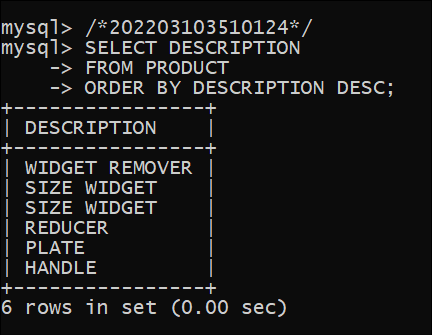 mysql> /*202203103510124*/
mysql> SELECT DESCRIPTION
    -> FROM PRODUCT
    -> ORDER BY DESCRIPTION DESC;
+----------------+
| DESCRIPTION    |
+----------------+
| WIDGET REMOVER |
| SIZE WIDGET    |
| SIZE WIDGET    |
| REDUCER        |
| PLATE          |
| HANDLE         |
+----------------+
6 rows in set (0.00 sec)